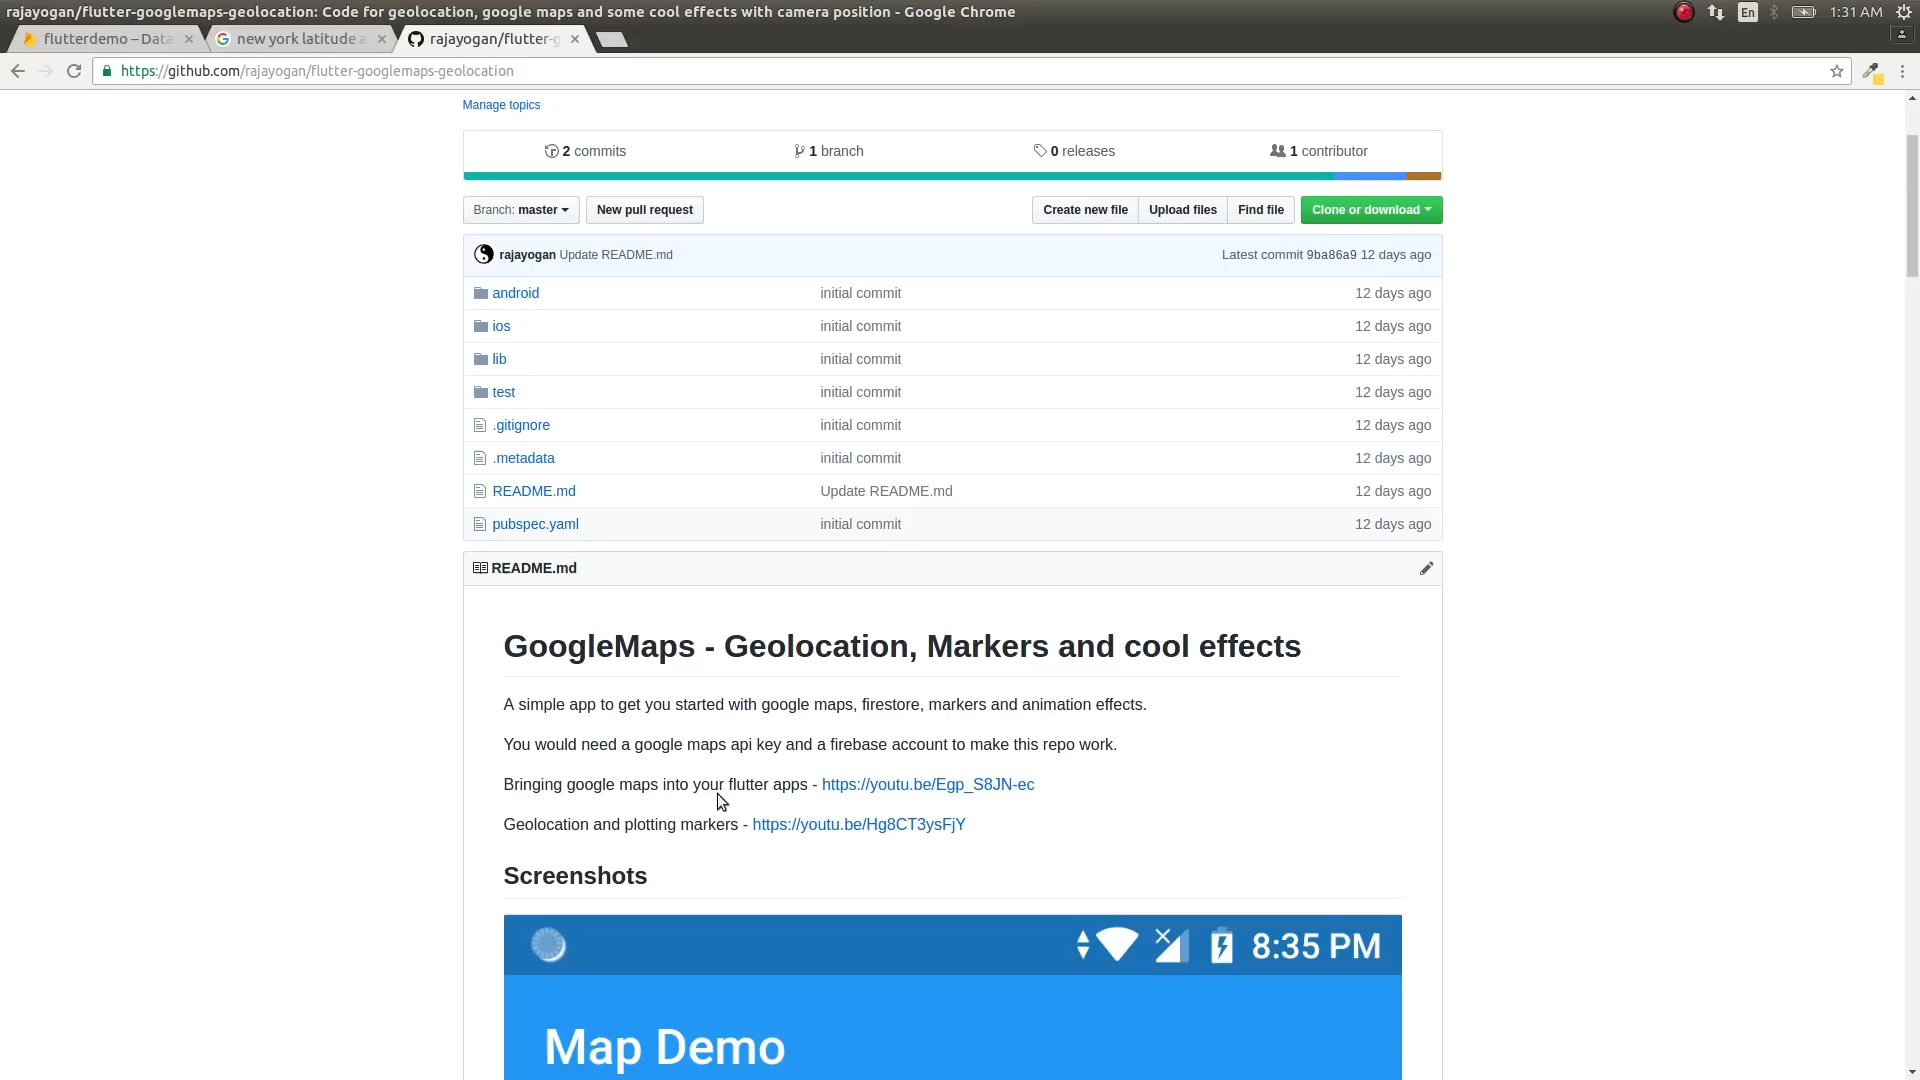 rajayogan/flutter-googlemaps-geolocation: Code for geolocation, google maps and some cool effects with camera position - Google Chrome
En
1:31 AM
flutterdemo – Data
new york latitude a
rajayogan/flutter-g
https://github.com/rajayogan/flutter-googlemaps-geolocation
Manage topics
2 commits
1 branch
0 releases
1 contributor
Branch: master
New pull request
Create new file
Upload files
Find file
Clone or download
rajayogan Update README.md
Latest commit 9ba86a9 12 days ago
android
initial commit
12 days ago
ios
initial commit
12 days ago
lib
initial commit
12 days ago
test
initial commit
12 days ago
.gitignore
initial commit
12 days ago
.metadata
initial commit
12 days ago
README.md
Update README.md
12 days ago
pubspec.yaml
initial commit
12 days ago
README.md
GoogleMaps - Geolocation, Markers and cool effects
A simple app to get you started with google maps, firestore, markers and animation effects.
You would need a google maps api key and a firebase account to make this repo work.
Bringing google maps into your flutter apps - https://youtu.be/Egp_S8JN-ec
Geolocation and plotting markers - https://youtu.be/Hg8CT3ysFjY
Screenshots
8:35 PM
Map Demo